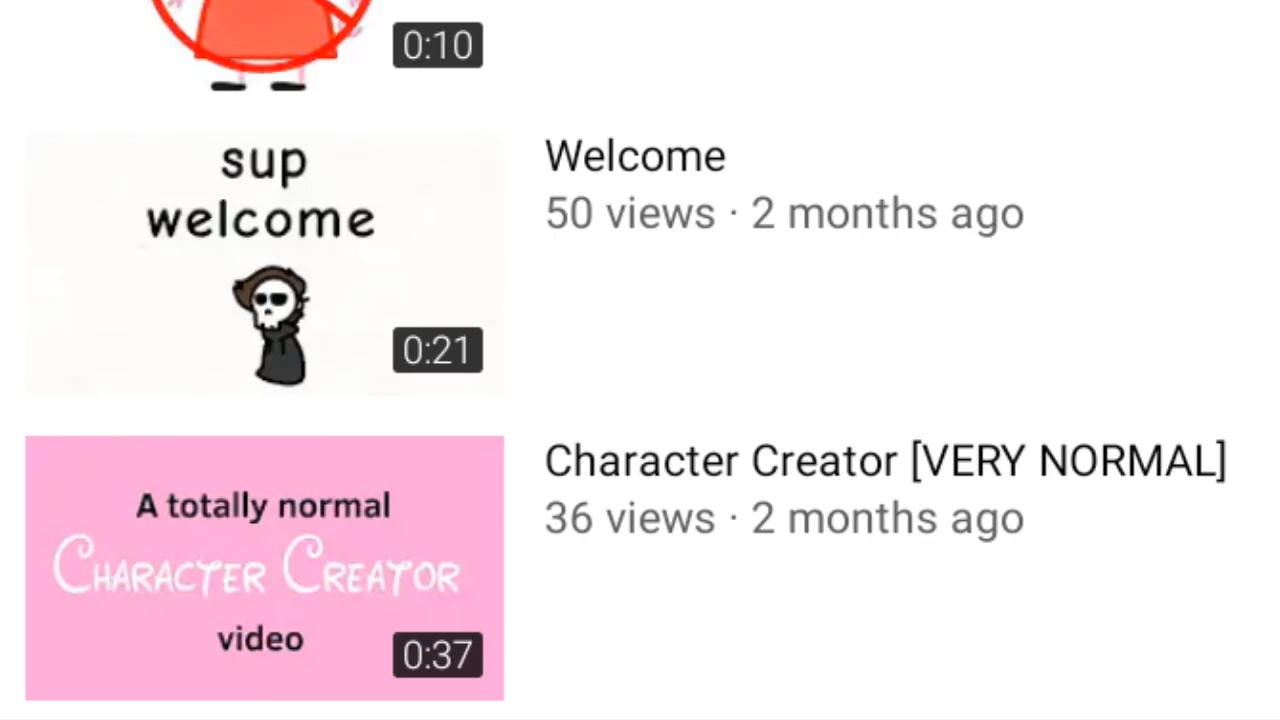 0:10
sup
welcome
0:21
Welcome
50 views · 2 months ago
A totally normal
CHARACTER CREATOR
video
0:37
Character Creator [VERY NORMAL]
36 views · 2 months ago